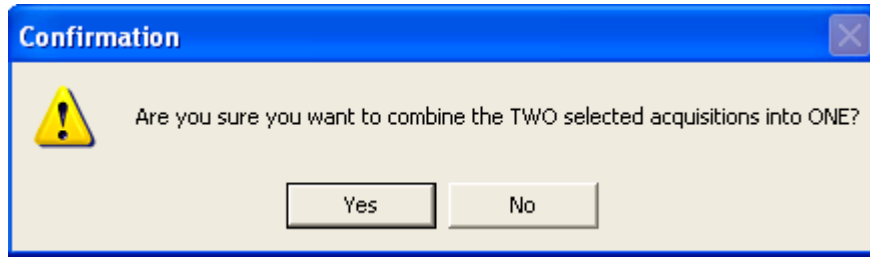 Confirmation
Are you sure you want to combine the TWO selected acquisitions into ONE?
Yes
No